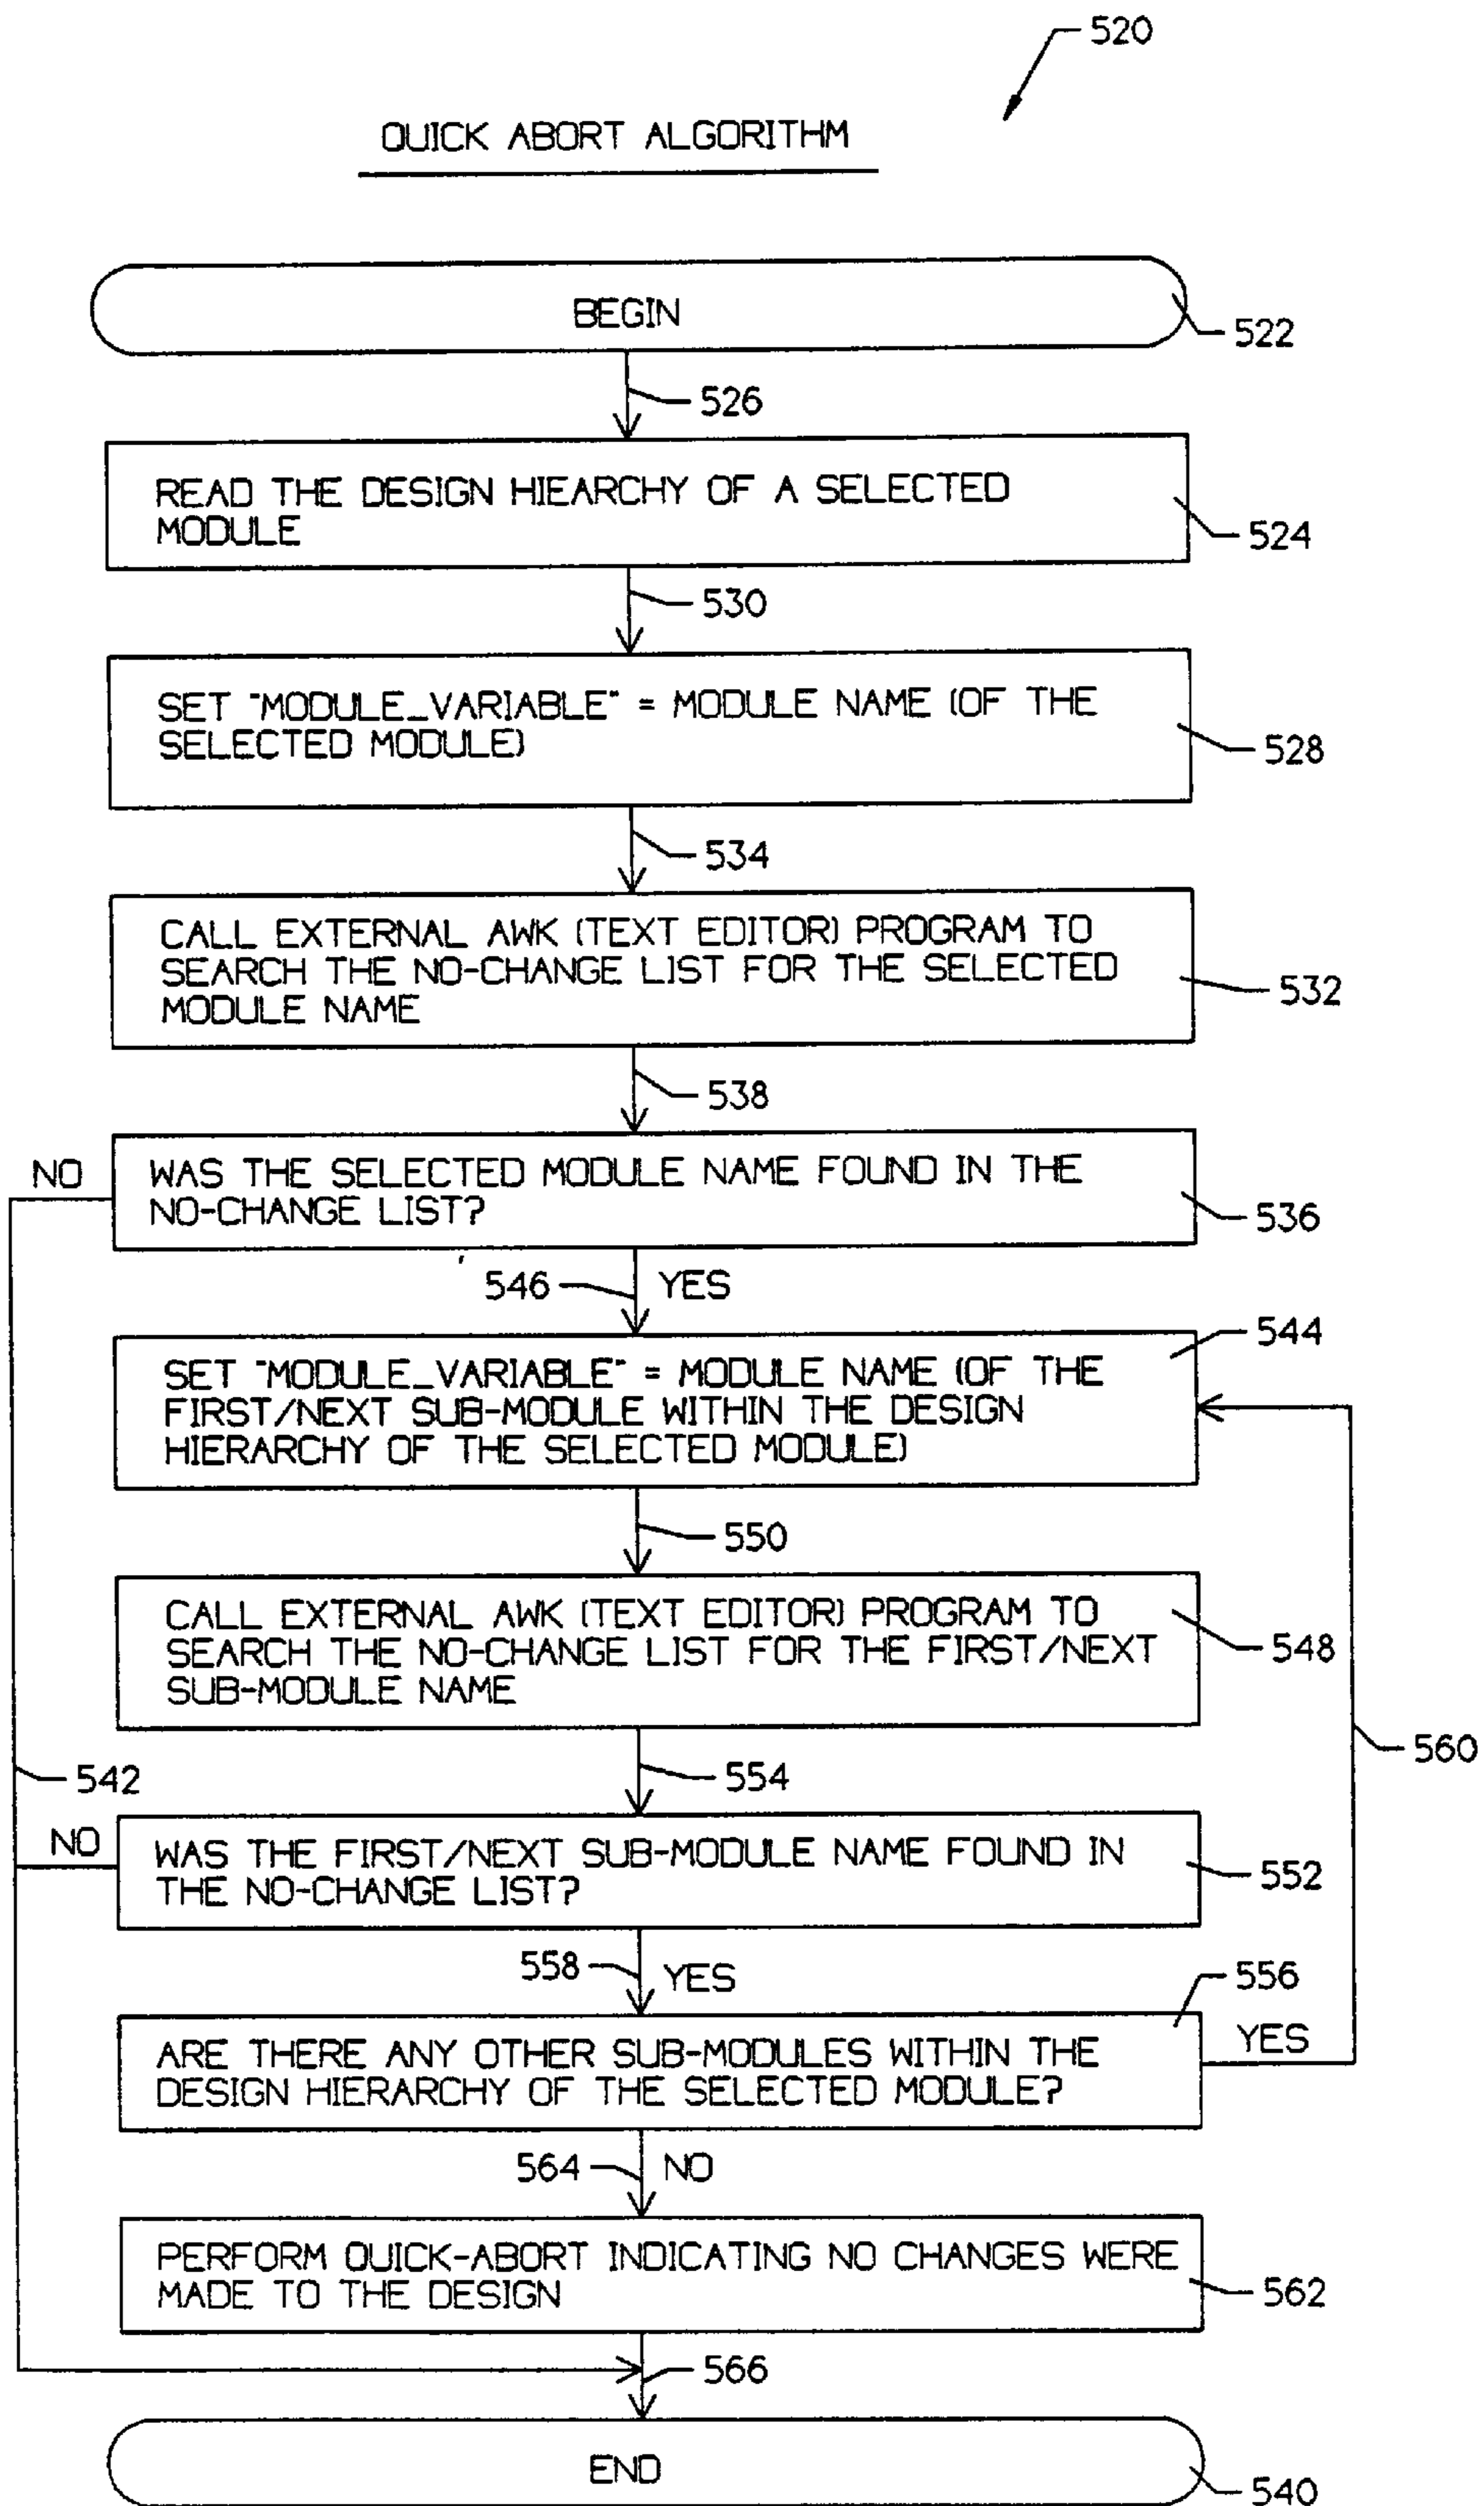 520
QUICK ABORT ALGORITHM
BEGIN
522
526
READ THE DESIGN HIEARCHY OF A SELECTED
MODULE
524
530
SET "MODULE_VARIABLE" = MODULE NAME (OF THE
SELECTED MODULE)
528
534
CALL EXTERNAL AWK (TEXT EDITOR) PROGRAM TO
SEARCH THE NO-CHANGE LIST FOR THE SELECTED
MODULE NAME
532
538
NO
WAS THE SELECTED MODULE NAME FOUND IN THE
NO-CHANGE LIST?
536
546
YES
544
SET "MODULE_VARIABLE" = MODULE NAME (OF THE
FIRST/NEXT SUB-MODULE WITHIN THE DESIGN
HIERARCHY OF THE SELECTED MODULE)
550
CALL EXTERNAL AWK (TEXT EDITOR) PROGRAM TO
SEARCH THE NO-CHANGE LIST FOR THE FIRST/NEXT
SUB-MODULE NAME
548
560
554
542
NO
WAS THE FIRST/NEXT SUB-MODULE NAME FOUND IN
THE NO-CHANGE LIST?
552
558
YES
556
ARE THERE ANY OTHER SUB-MODULES WITHIN THE
DESIGN HIERARCHY OF THE SELECTED MODULE?
YES
564
NO
PERFORM QUICK-ABORT INDICATING NO CHANGES WERE
MADE TO THE DESIGN
562
566
END
540